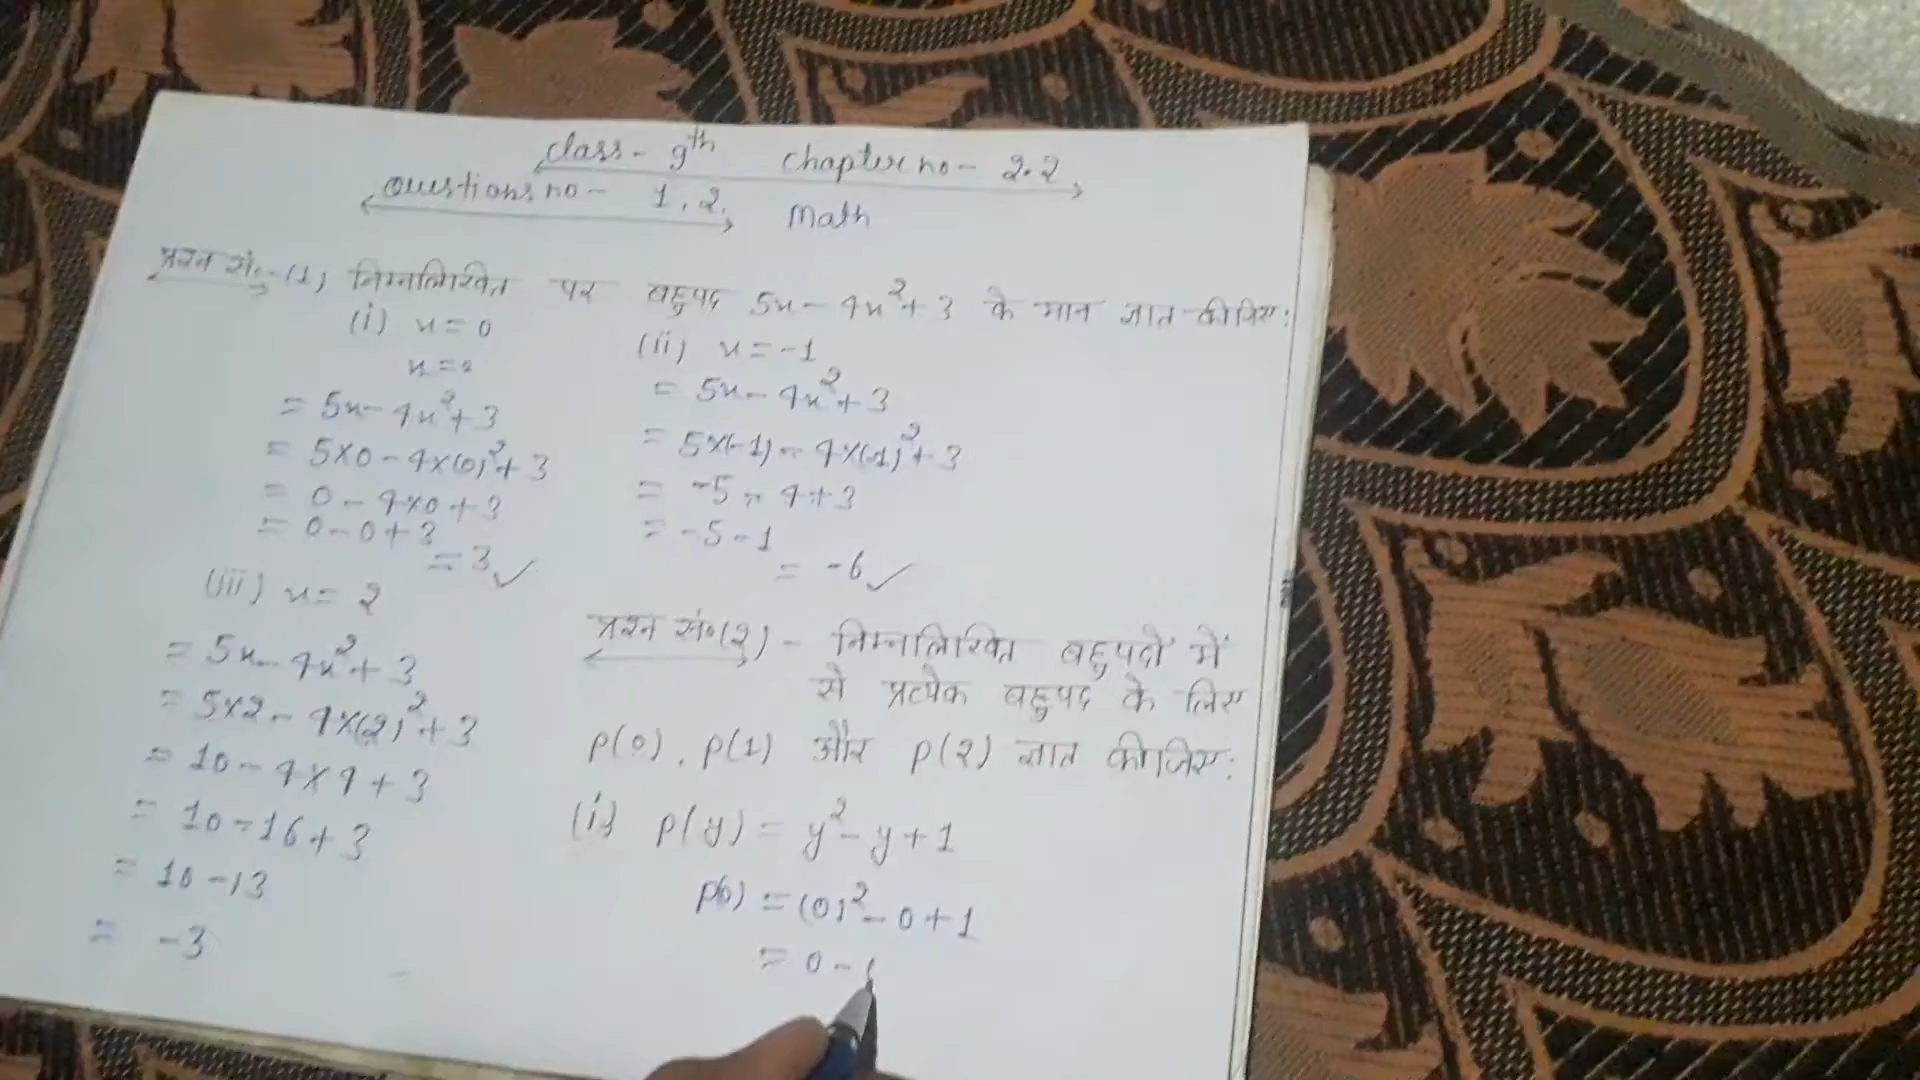 class - 9th chapter no - 2.2
questions no - 1, 2, Math
प्रश्न सं० - (1) निम्नलिखित पर बहुपद 5x - 4x² + 3 के मान ज्ञात कीजिए :
(i) x = 0
x = 0
= 5x - 4x² + 3
= 5×0 - 4×(0)² + 3
= 0 - 4×0 + 3
= 0 - 0 + 3
= 3 ✓
(ii) x = -1
= 5x - 4x² + 3
= 5×(-1) - 4×(-1)² + 3
= -5 - 4 + 3
= -5 - 1
= -6 ✓
(iii) x = 2
= 5x - 4x² + 3
= 5×2 - 4×(2)² + 3
= 10 - 4×4 + 3
= 10 - 16 + 3
= 10 - 13
= -3
प्रश्न सं० (2) - निम्नलिखित बहुपदों में
से प्रत्येक बहुपद के लिए
p(0), p(1) और p(2) ज्ञात कीजिए :
(i) p(y) = y² - y + 1
p(0) = (0)² - 0 + 1
= 0 -